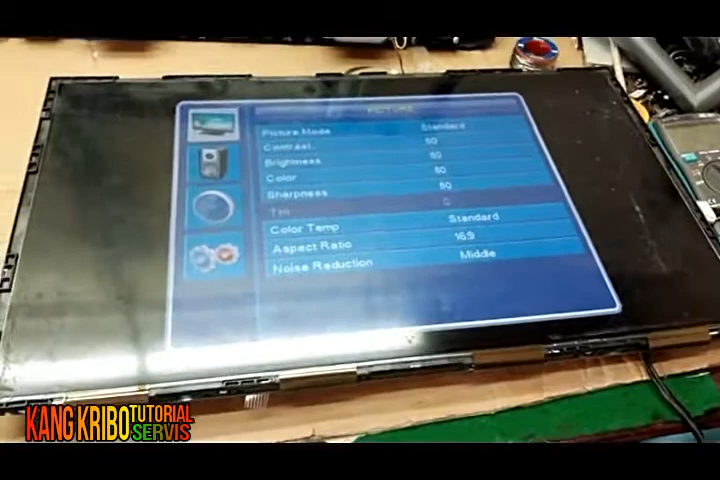 PICTURE
Picture Mode Standard
Contrast 50
Brightness 50
Color 50
Sharpness 50
Tint 0
Color Temp Standard
Aspect Ratio 16:9
Noise Reduction Middle
KANG KRIBO TUTORIAL
SERVIS